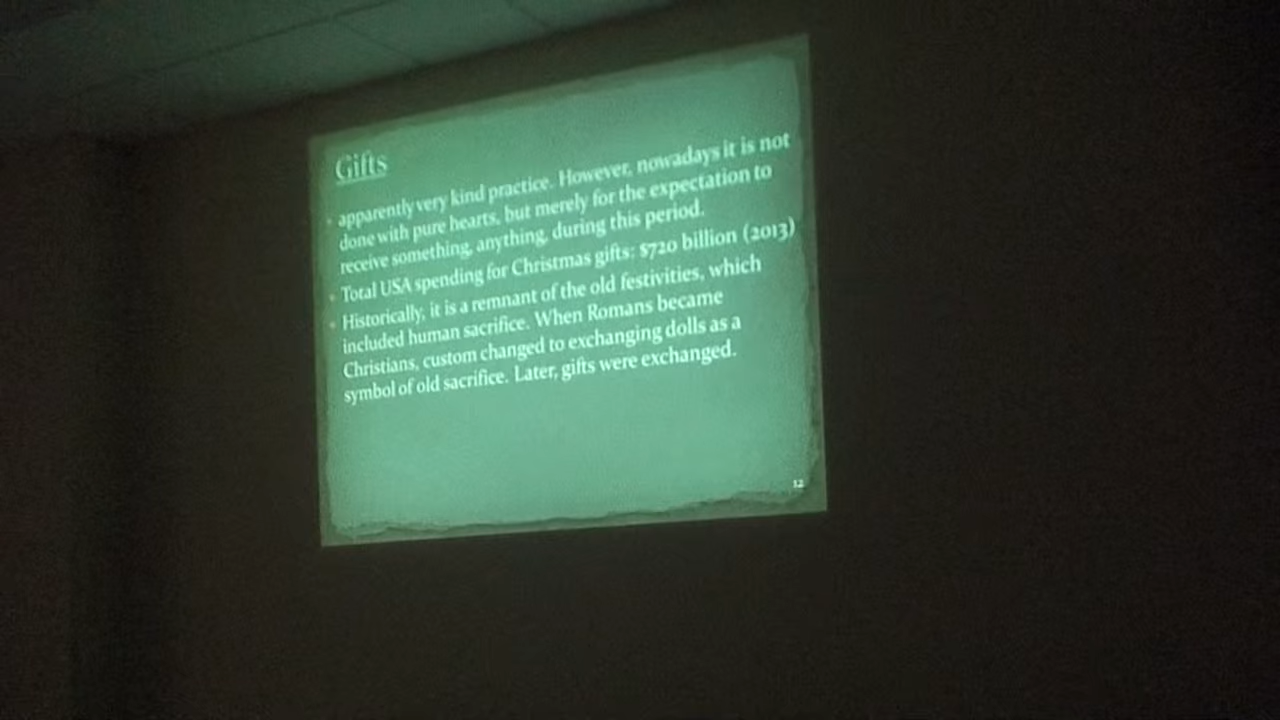 Gifts
• apparently very kind practice. However, nowadays it is not
done with pure hearts, but merely for the expectation to
receive something, anything, during this period.
• Total USA spending for Christmas gifts: $720 billion (2013)
• Historically, it is a remnant of the old festivities, which
included human sacrifice. When Romans became
Christians, custom changed to exchanging dolls as a
symbol of old sacrifice. Later, gifts were exchanged.
12